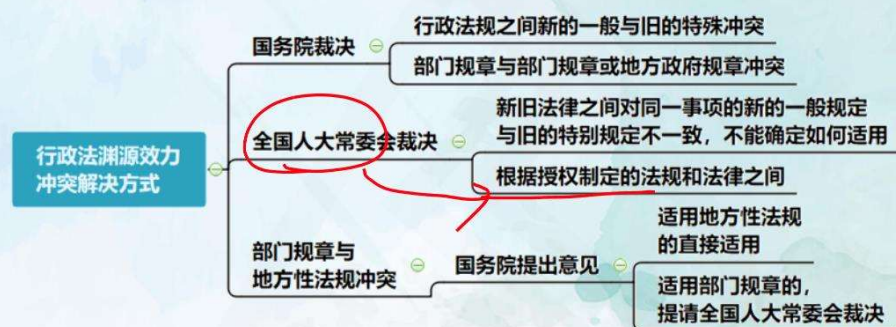 行政法渊源效力
冲突解决方式
国务院裁决
行政法规之间新的一般与旧的特殊冲突
部门规章与部门规章或地方政府规章冲突
全国人大常委会裁决
新旧法律之间对同一事项的新的一般规定
与旧的特别规定不一致，不能确定如何适用
根据授权制定的法规和法律之间
部门规章与
地方性法规冲突
国务院提出意见
适用地方性法规
的直接适用
适用部门规章的，
提请全国人大常委会裁决